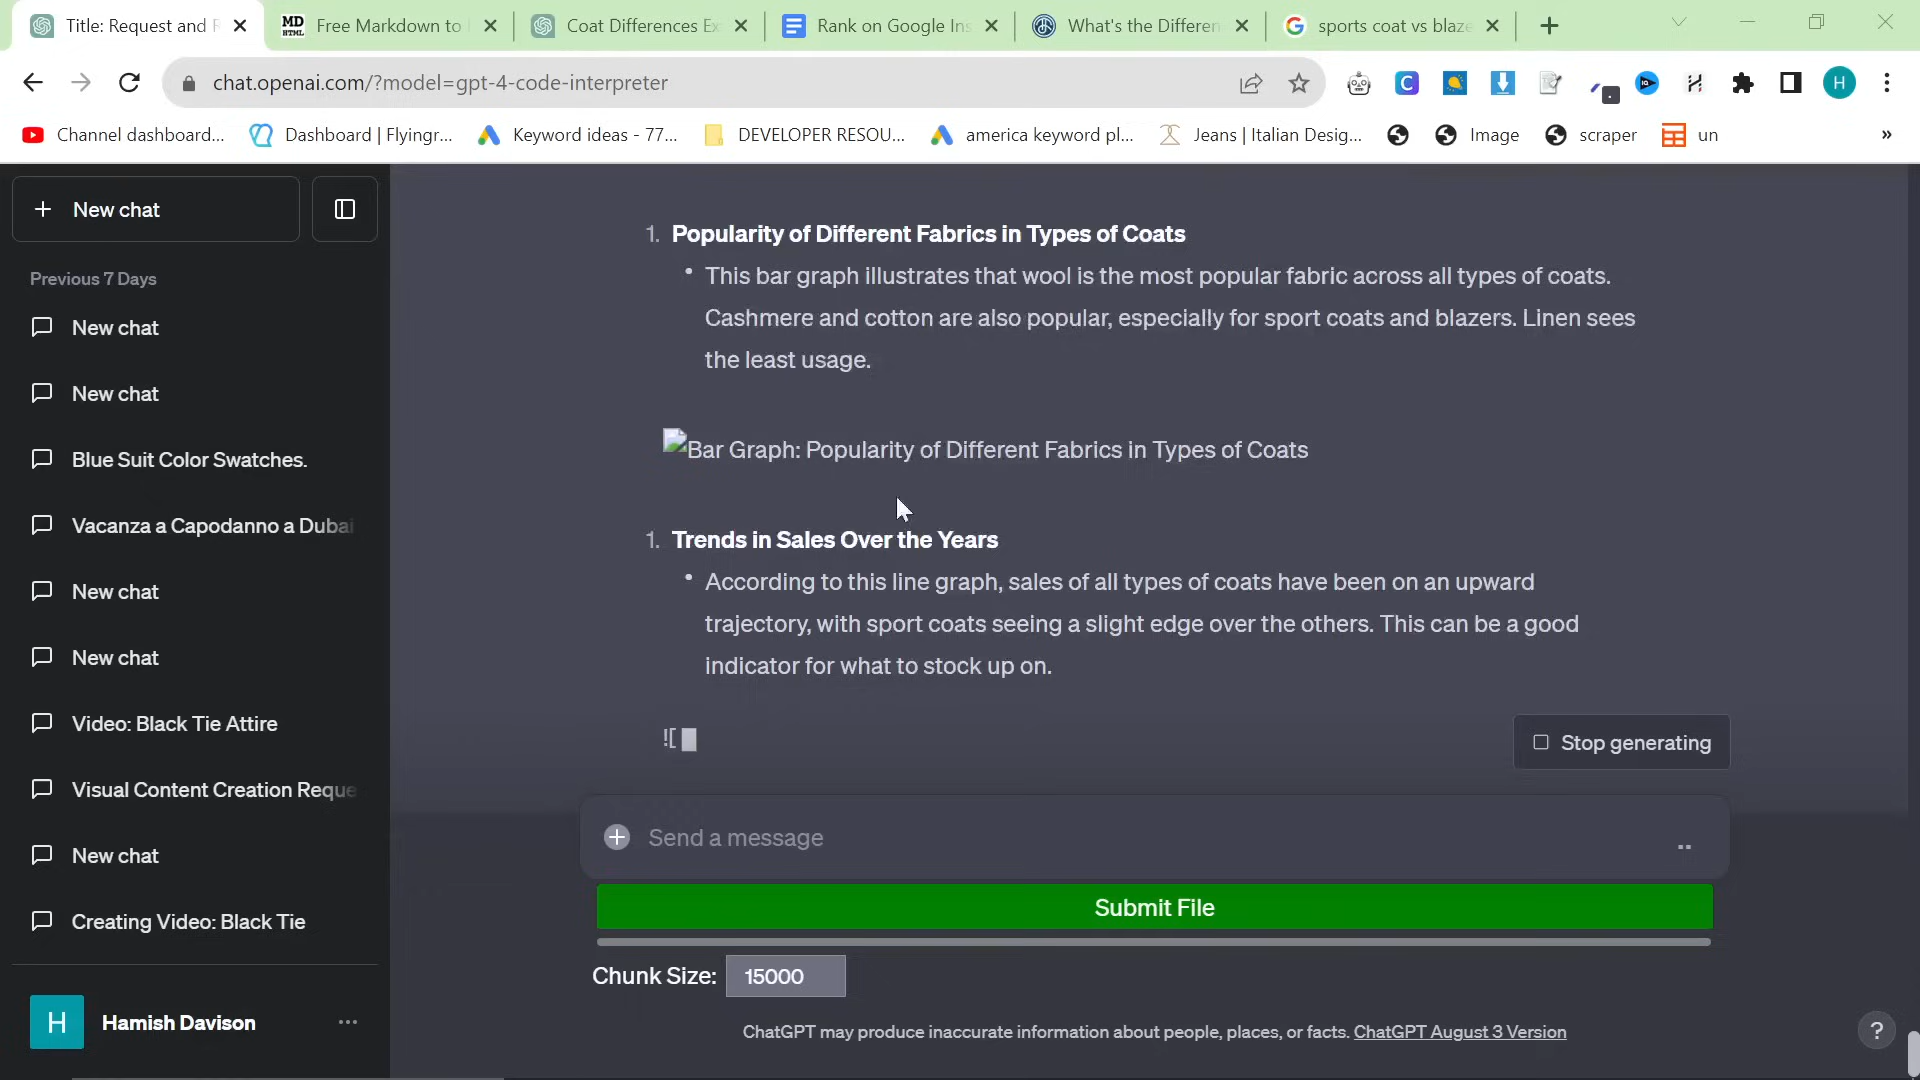 Title: Request and R
MD
HTML
Free Markdown to
Coat Differences Ex
Rank on Google Ins
What's the Differen
sports coat vs blaze
chat.openai.com/?model=gpt-4-code-interpreter
C
H
Channel dashboard...
Dashboard | Flyingr...
Keyword ideas - 77...
DEVELOPER RESOU...
america keyword pl...
Jeans | Italian Desig...
Image
scraper
un
»
+ New chat
Previous 7 Days
New chat
New chat
Blue Suit Color Swatches.
Vacanza a Capodanno a Dubai
New chat
New chat
Video: Black Tie Attire
Visual Content Creation Reque
New chat
Creating Video: Black Tie
H
Hamish Davison
...
1. Popularity of Different Fabrics in Types of Coats
• This bar graph illustrates that wool is the most popular fabric across all types of coats.
Cashmere and cotton are also popular, especially for sport coats and blazers. Linen sees
the least usage.
Bar Graph: Popularity of Different Fabrics in Types of Coats
1. Trends in Sales Over the Years
• According to this line graph, sales of all types of coats have been on an upward
trajectory, with sport coats seeing a slight edge over the others. This can be a good
indicator for what to stock up on.
![
Stop generating
Send a message
Submit File
Chunk Size: 15000
ChatGPT may produce inaccurate information about people, places, or facts. ChatGPT August 3 Version
?